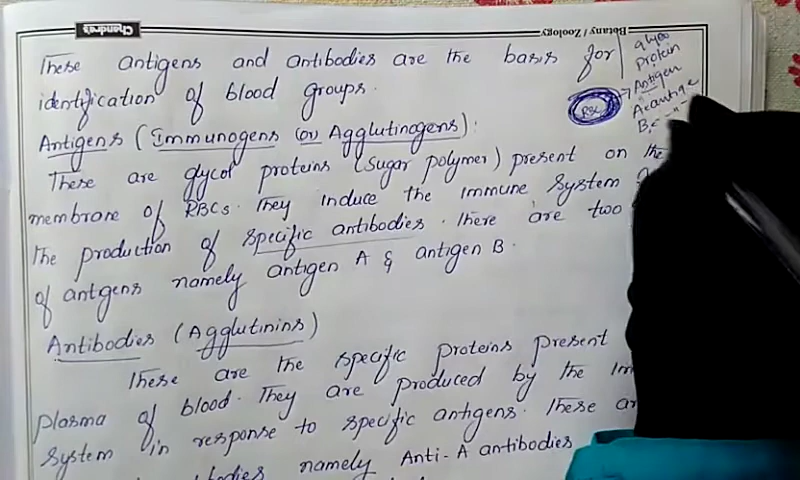 Botany / Zoology
Chandra's
These antigens and antibodies are the basis for
identification of blood groups.
glyco
Protein
Antigen
RBC
Antigens (Immunogens (or) Agglutinogens) :
These are glycol proteins (sugar polymer) present on the
membrane of RBCs. They induce the immune system
the production of specific antibodies. There are two
of antgens namely antigen A & antigen B.
Antibodies (Agglutinins)
These are the specific proteins present
plasma of blood. They are produced by the
system in response to specific antigens. These
namely Anti-A antibodies